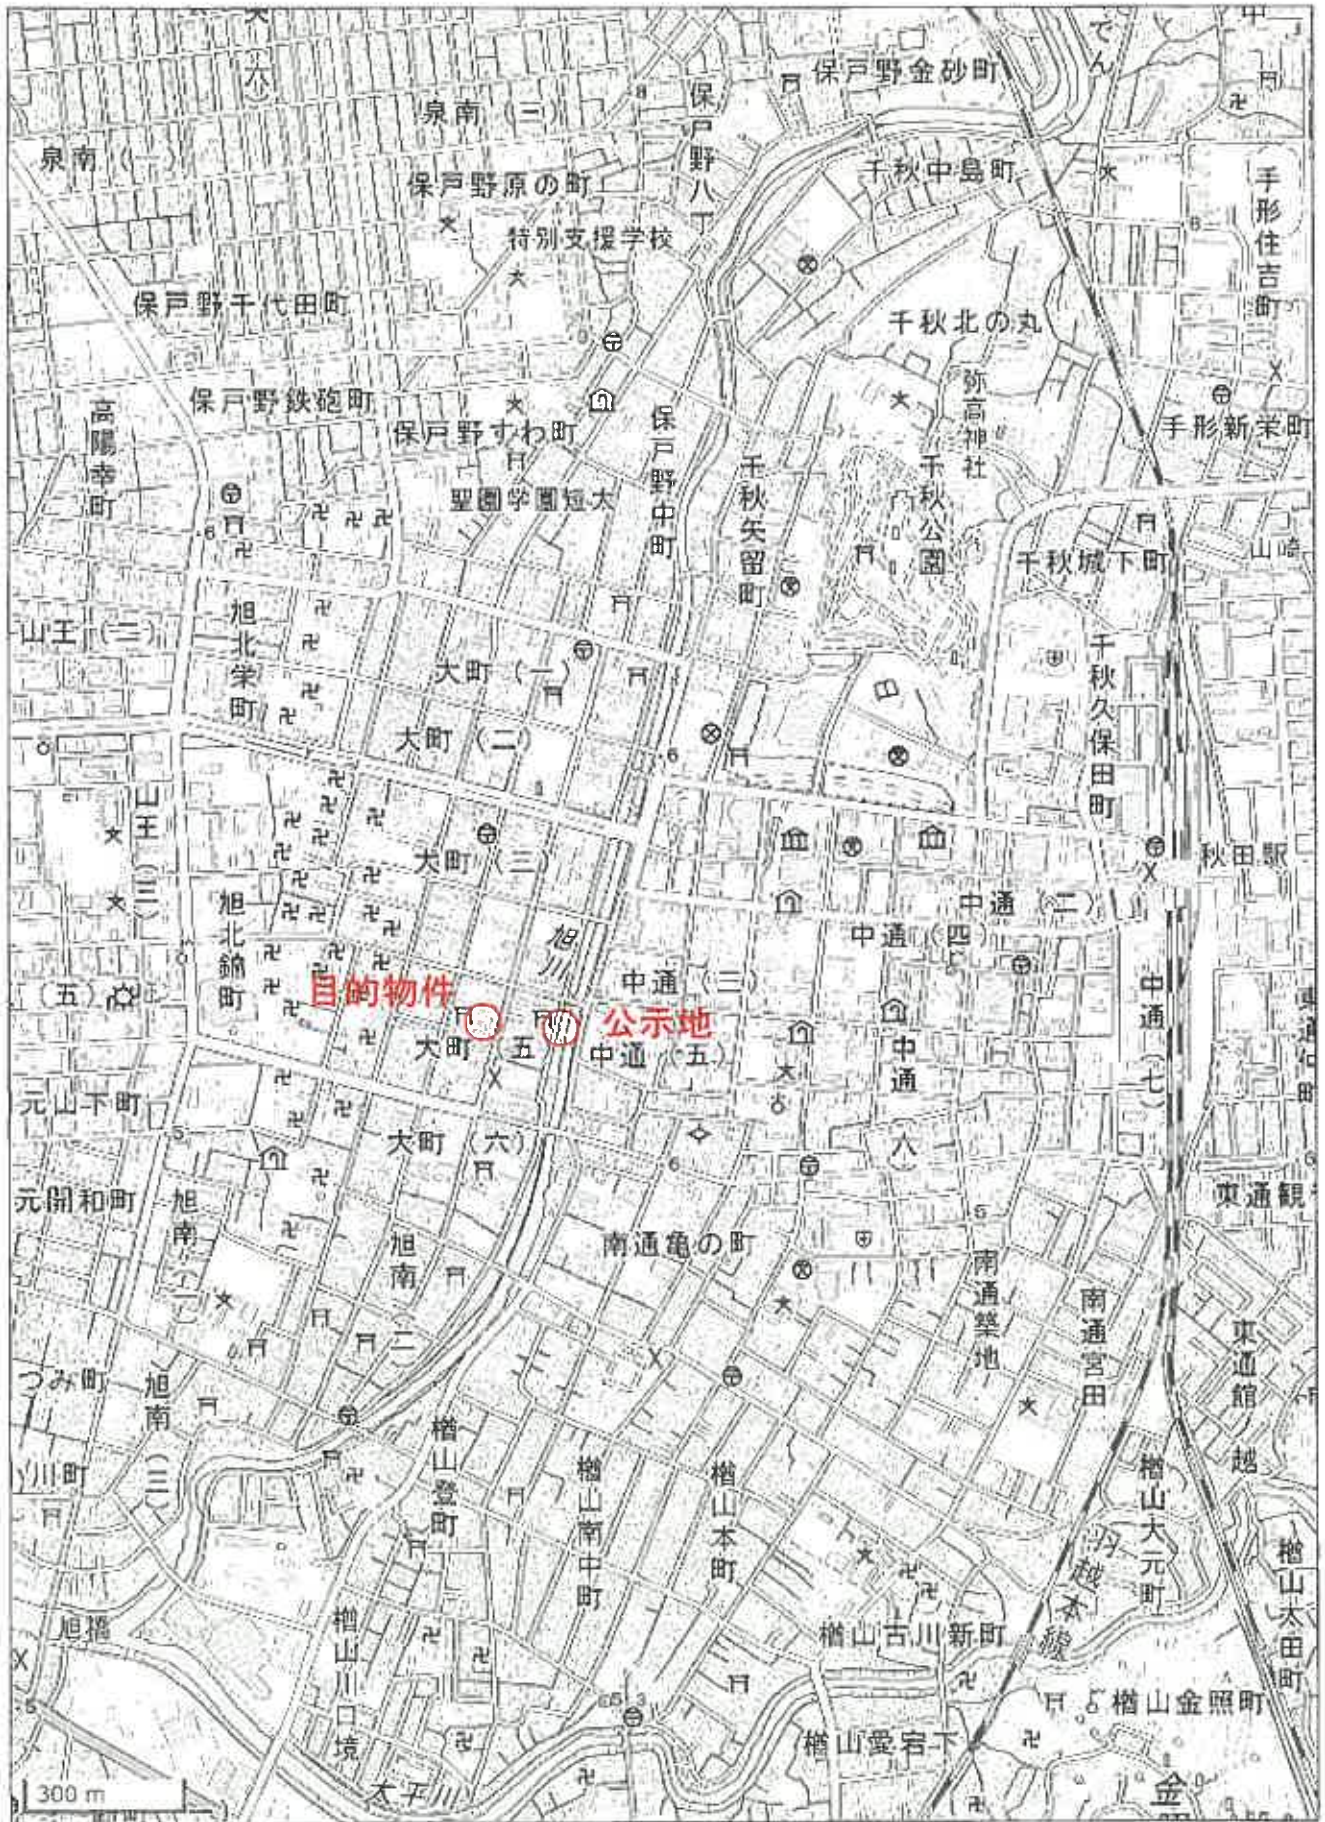 保戸野金砂町
泉南（三）
保戸野八丁
泉南（一）
千秋中島町
保戸野原の町
手形住吉町
特別支援学校
保戸野千代田町
千秋北の丸
弥高神社
保戸野鉄砲町
高陽幸町
保戸野すわ町
保戸野中町
手形新栄町
聖園学園短大
千秋矢留町
千秋公園
千秋城下町
山崎
旭北栄町
山王（二）
大町（一）
千秋久保田町
大町（二）
山王（三）
大町（三）
秋田駅
旭北錦町
旭川
中通（二）
中通（四）
中通（三）
（五）
目的物件
公示地
大町（五
中通（五）
中通
（七）
中通
元山下町
大町（六）
八
元開和町
旭南（一）
東通観
旭南（二）
南通亀の町
南通築地
南通宮田
東通館
つみ町
旭南（三）
越
川町
楢山登町
楢山南中町
楢山本町
楢山大元町
羽越本線
楢山太田町
旭橋
楢山川口境
楢山古川新町
楢山金照町
楢山愛宕下
太平川
金
300 m